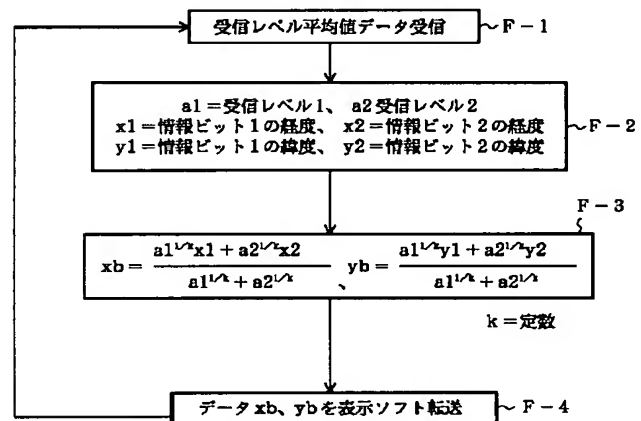 受信レベル平均値データ受信 ～F－1
a1＝受信レベル1、 a2受信レベル2
x1＝情報ビット1の経度、 x2＝情報ビット2の経度
y1＝情報ビット1の緯度、 y2＝情報ビット2の緯度
～F－2
F－3
xb＝ a1^{1/k}x1＋a2^{1/k}x2 / a1^{1/k}＋a2^{1/k} 、 yb＝ a1^{1/k}y1＋a2^{1/k}y2 / a1^{1/k}＋a2^{1/k}
k＝定数
データxb、ybを表示ソフト転送 ～F－4